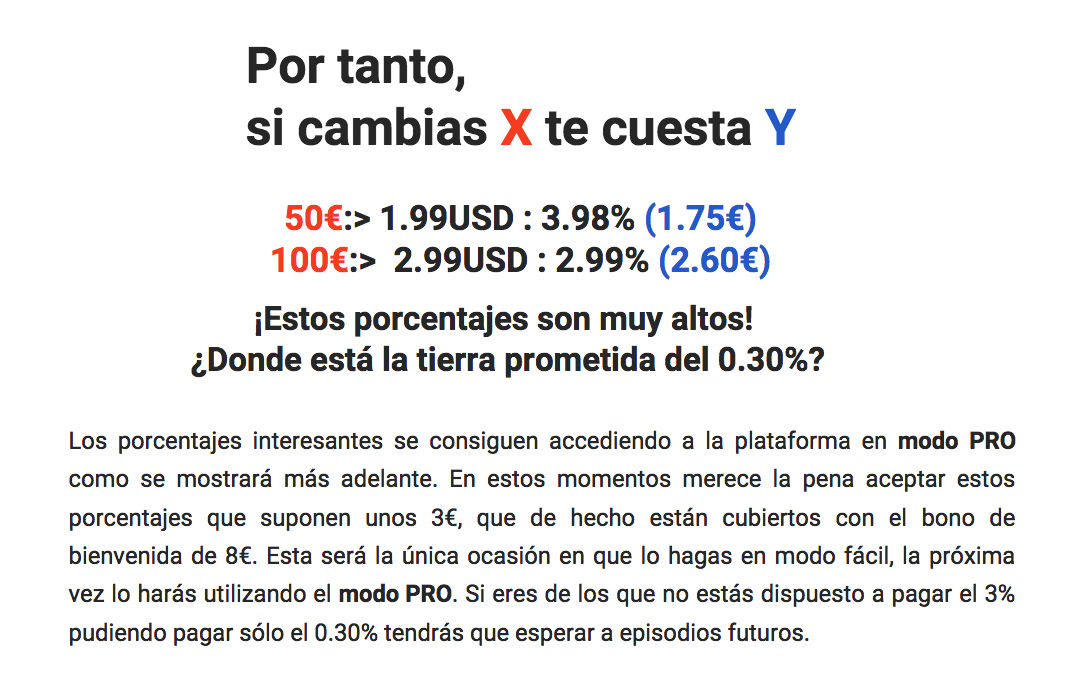 Por tanto,
si cambias X te cuesta Y
50€:> 1.99USD : 3.98% (1.75€)
100€:> 2.99USD : 2.99% (2.60€)
¡Estos porcentajes son muy altos!
¿Donde está la tierra prometida del 0.30%?
Los porcentajes interesantes se consiguen accediendo a la plataforma en modo PRO
como se mostrará más adelante. En estos momentos merece la pena aceptar estos
porcentajes que suponen unos 3€, que de hecho están cubiertos con el bono de
bienvenida de 8€. Esta será la única ocasión en que lo hagas en modo fácil, la próxima
vez lo harás utilizando el modo PRO. Si eres de los que no estás dispuesto a pagar el 3%
pudiendo pagar sólo el 0.30% tendrás que esperar a episodios futuros.